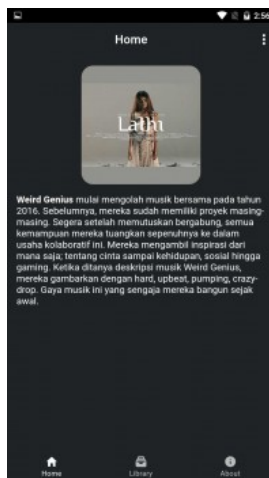 2:56
Home
Lathi
Weird Genius mulai mengolah musik bersama pada tahun
2016. Sebelumnya, mereka sudah memiliki proyek masing-
masing. Segera setelah memutuskan bergabung, semua
kemampuan mereka tuangkan sepenuhnya ke dalam
usaha kolaboratif ini. Mereka mengambil inspirasi dari
mana saja; tentang cinta sampai kehidupan, sosial hingga
gaming. Ketika ditanya deskripsi musik Weird Genius,
mereka gambarkan dengan hard, upbeat, pumping, crazy-
drop. Gaya musik ini yang sengaja mereka bangun sejak
awal.
Home Library About